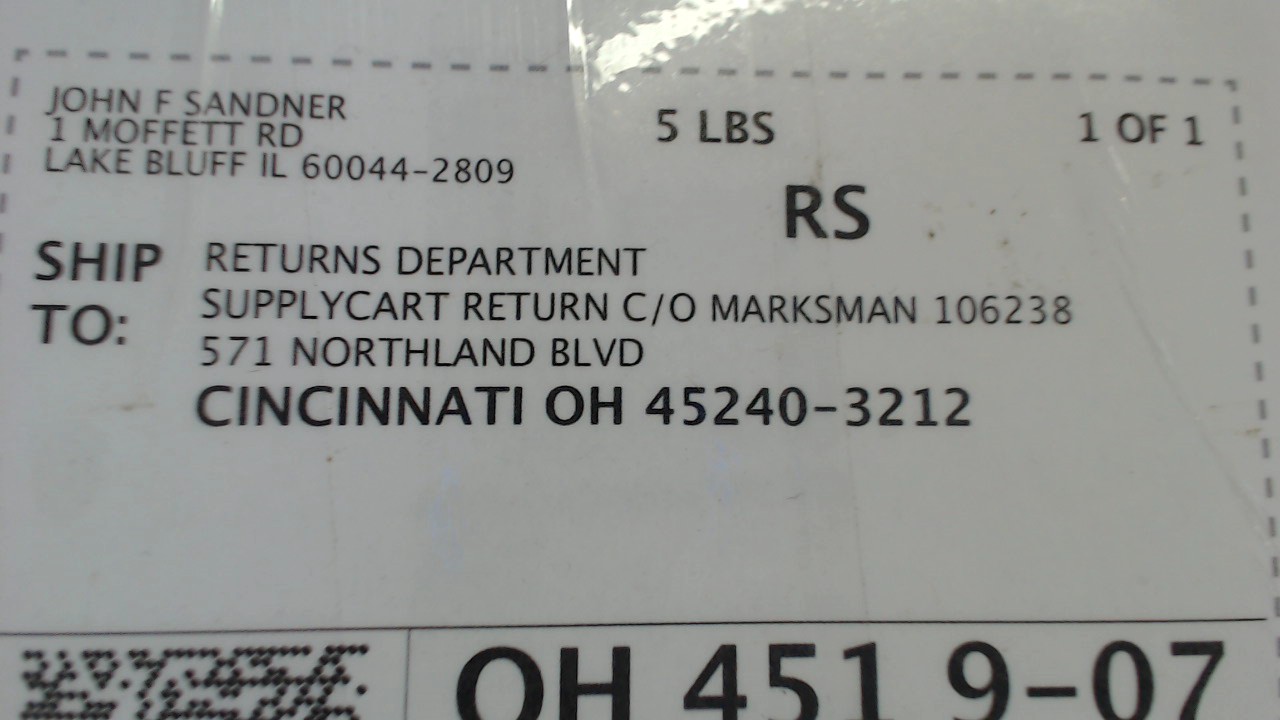 JOHN F SANDNER
1 MOFFETT RD
LAKE BLUFF IL 60044-2809
5 LBS
1 OF 1
RS
SHIP TO:
RETURNS DEPARTMENT
SUPPLYCART RETURN C/O MARKSMAN 106238
571 NORTHLAND BLVD
CINCINNATI OH 45240-3212
OH 451 9-07